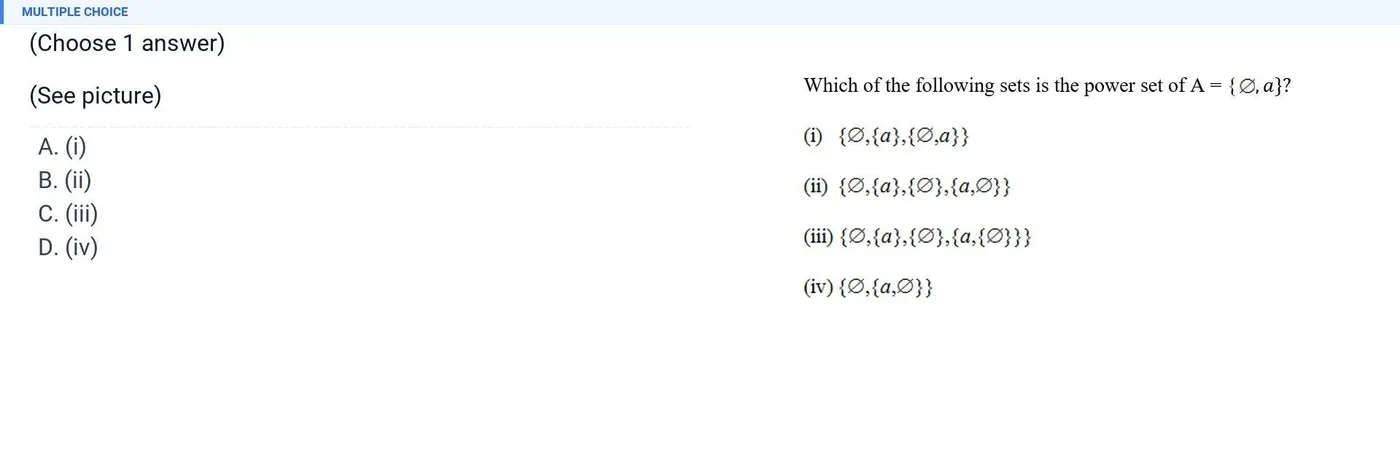 MULTIPLE CHOICE
(Choose 1 answer)
(See picture)
A. (i)
B. (ii)
C. (iii)
D. (iv)
Which of the following sets is the power set of A = {∅, a}?
(i) {∅,{a},{∅,a}}
(ii) {∅,{a},{∅},{a,∅}}
(iii) {∅,{a},{∅},{a,{∅}}}
(iv) {∅,{a,∅}}